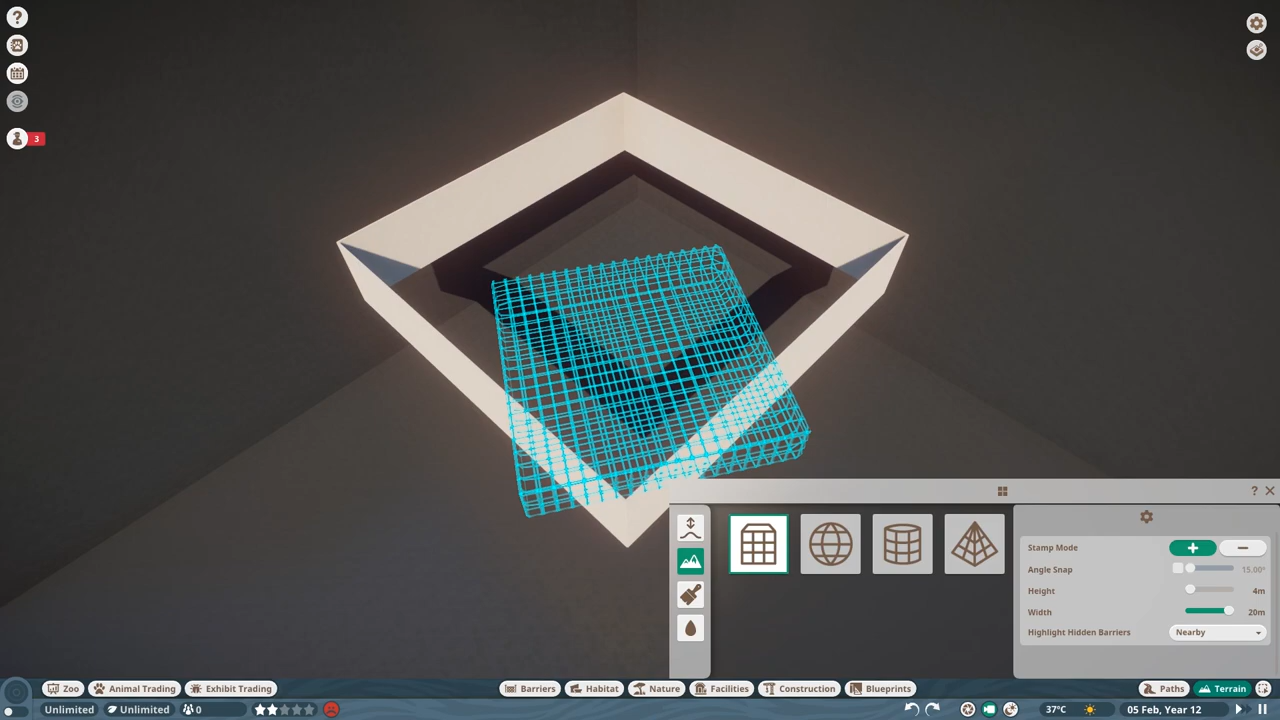 ?
3
?
Stamp Mode
Angle Snap 15.00°
Height 4m
Width 20m
Highlight Hidden Barriers Nearby
Zoo Animal Trading Exhibit Trading Barriers Habitat Nature Facilities Construction Blueprints Paths Terrain
Unlimited Unlimited 0 37°C 05 Feb, Year 12